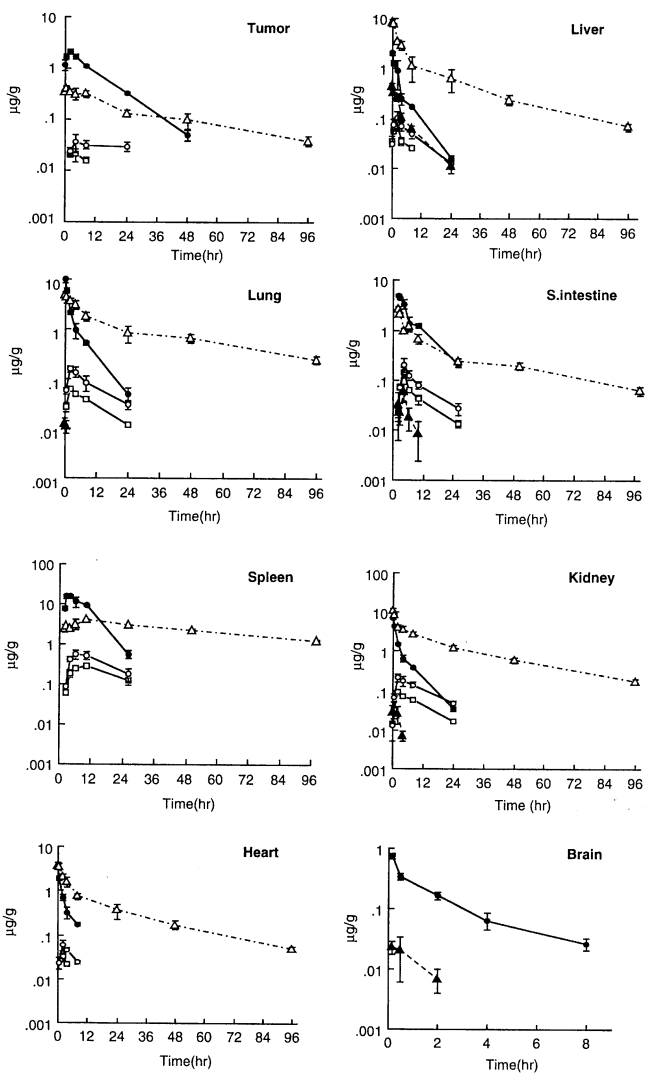 Tumor
10
1
.1
.01
.001
µg/g
0 12 24 36 48 60 72 84 96
Time(hr)
Liver
10
1
.1
.01
.001
µg/g
0 12 24 36 48 60 72 84 96
Time(hr)
Lung
10
1
.1
.01
.001
µg/g
0 12 24 36 48 60 72 84 96
Time(hr)
S.intestine
10
1
.1
.01
.001
µg/g
0 12 24 36 48 60 72 84 96
Time(hr)
Spleen
100
10
1
.1
.01
.001
µg/g
0 12 24 36 48 60 72 84 96
Time(hr)
Kidney
100
10
1
.1
.01
.001
µg/g
0 12 24 36 48 60 72 84 96
Time (hr)
Heart
10
1
.1
.01
.001
µg/g
0 12 24 36 48 60 72 84 96
Time(hr)
Brain
1
.1
.01
.001
µg/g
0 2 4 6 8
Time(hr)